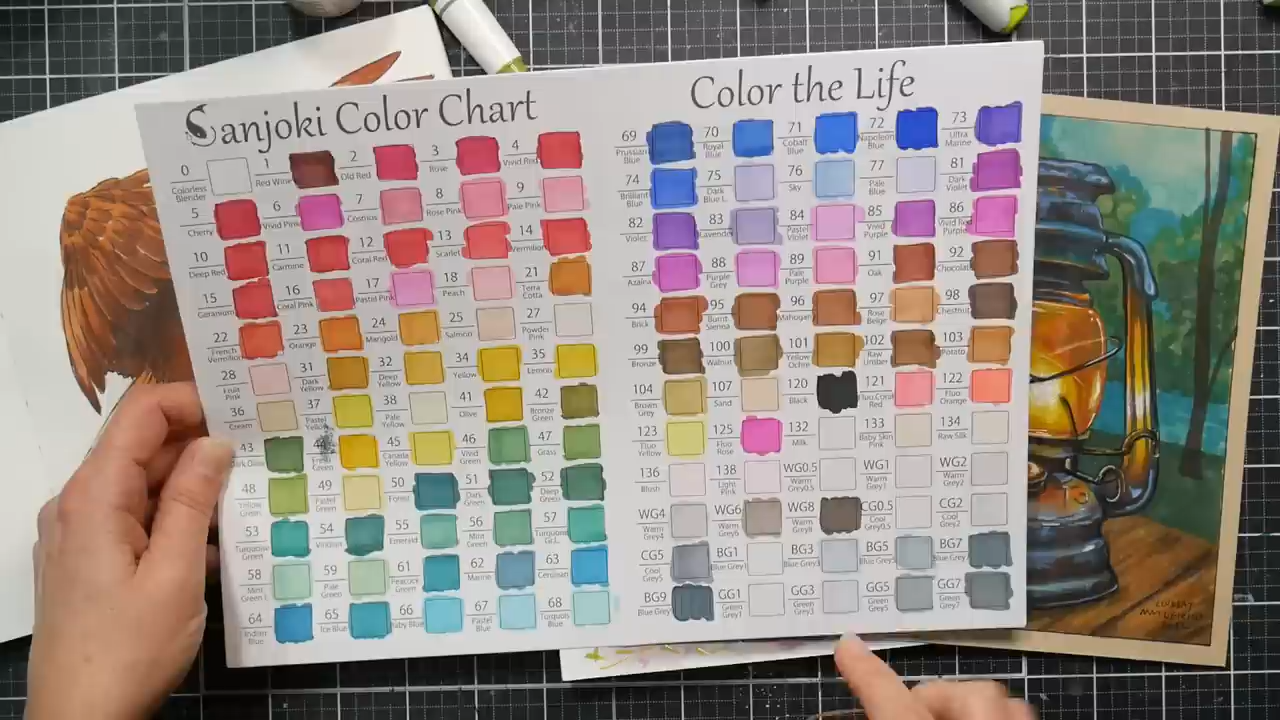 Sanjoki Color Chart
0 Colorless Blender
1 Red Wine
2 Old Red
3 Rose
4 Vivid Red
5 Cherry
6 Vivid Pink
7 Cosmos
8 Rose Pink
9 Pale Pink
10 Deep Red
11 Carmine
12 Coral Red
13 Scarlet
14 Vermilion
15 Geranium
16 Coral Pink
17 Pastel Pink
18 Peach
21 Terra Cotta
22 French Vermilion
23 Orange
24 Marigold
25 Salmon
27 Powder Pink
28 Fruit Pink
31 Dark Yellow
32 Deep Yellow
34 Yellow
35 Lemon
36 Cream
37 Pastel Yellow
38 Pale Yellow
41 Olive
42 Bronze Green
43 Dark Olive
Green
45 Canaria Yellow
46 Vivid Green
47 Grass
48 Yellow Green
49 Pastel Green
50 Forest
51 Dark Green
52 Deep Green
53 Turquoise Green
54 Viridian
55 Emerald
56 Mint Green
57 Turquoise Gr.L.
58 Mint Green
59 Pale Green
61 Peacock Green
62 Marine
63 Cerulean
64 Indian Blue
65 Ice Blue
66 Baby Blue
67 Pastel Blue
68 Turquois Blue
Color the Life
69 Prussian Blue
70 Royal Blue
71 Cobalt Blue
72 Napoleon Blue
73 Ultra Marine
74 Brilliant Blue
75 Dark Blue L.
76 Sky
77 Pale Blue
81 Dark Violet
82 Violet
83 Lavender
84 Pastel Violet
85 Vivid Purple
86 Vivid
87 Azalea
88 Purple Grey
89 Pale Purple
91 Oak
92 Chocolate
94 Brick
95 Burnt Sienna
96 Mahogany
97 Rose Beige
98 Chestnut
99 Bronze
100 Walnut
101 Yellow Ochre
102 Raw Umber
103 Potato
104 Brown Grey
107 Sand
120 Black
121 Fluo.Coral Red
122 Fluo. Orange
123 Fluo Yellow
125 Fluo Rose
132 Milk
133 Baby Skin Pink
134 Raw Silk
136 Blush
138 Light Pink
WG0.5 Warm Grey0.5
WG1 Warm Grey1
WG2 Warm Grey2
WG4 Warm Grey4
WG6 Warm Grey6
WG8 Warm Grey8
CG0.5 Cool Grey0.5
CG2 Cool Grey2
CG5 Cool Grey5
BG1 Blue Grey1
BG3 Blue Grey3
BG5 Blue Grey5
BG7 Blue Grey7
BG9 Blue Grey9
GG1 Green Grey1
GG3 Green Grey3
GG5 Green Grey5
GG7 Green Grey7